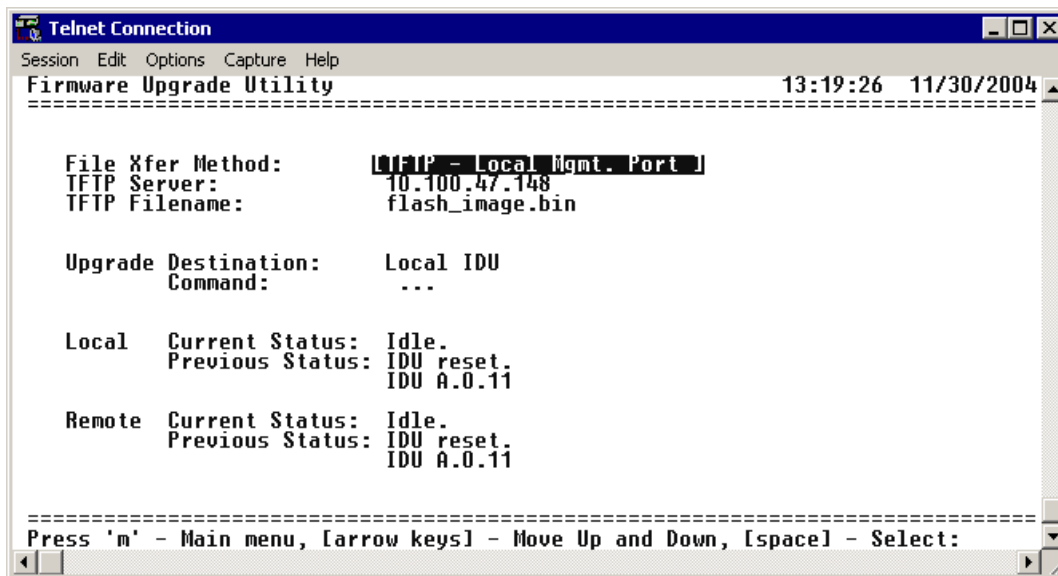 Telnet Connection
Session Edit Options Capture Help
Firmware Upgrade Utility 13:19:26 11/30/2004
================================================================================
File Xfer Method: [TFTP - Local Mgmt. Port ]
TFTP Server: 10.100.47.148
TFTP Filename: flash_image.bin
Upgrade Destination: Local IDU
Command: ...
Local Current Status: Idle.
Previous Status: IDU reset.
IDU A.0.11
Remote Current Status: Idle.
Previous Status: IDU reset.
IDU A.0.11
================================================================================
Press 'm' - Main menu, [arrow keys] - Move Up and Down, [space] - Select: